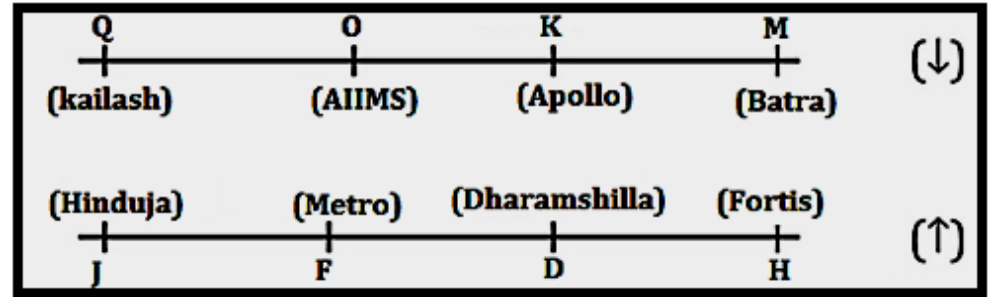 Q O K M
(↓)
(kailash) (AIIMS) (Apollo) (Batra)
(Hinduja) (Metro) (Dharamshilla) (Fortis)
(↑)
J F D H